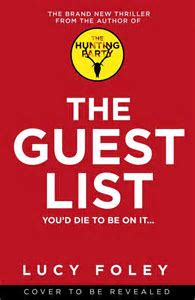 THE BRAND NEW THRILLER
FROM THE AUTHOR OF
THE
HUNTING
PARTY
THE
GUEST
LIST
YOU'D DIE TO BE ON IT...
LUCY FOLEY
COVER TO BE REVEALED